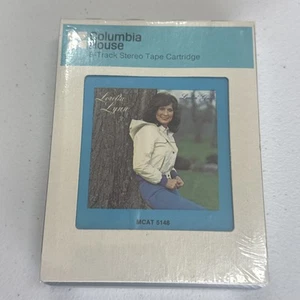 Columbia
House
8-Track Stereo Tape Cartridge
Loretta
Lynn
MCAT 5148